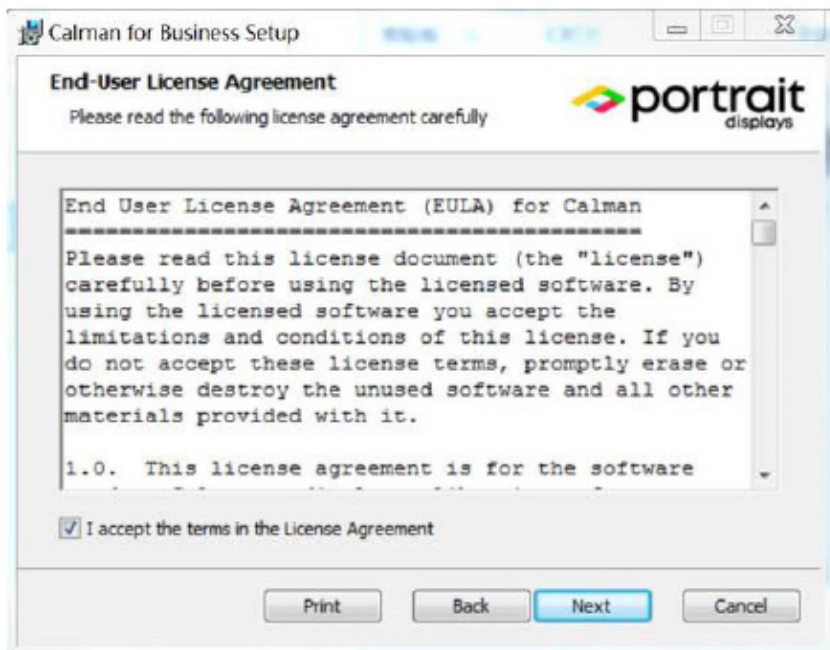 Calman for Business Setup
End-User License Agreement
Please read the following license agreement carefully
portrait
displays
End User License Agreement (EULA) for Calman
===========================================
Please read this license document (the "license")
carefully before using the licensed software. By
using the licensed software you accept the
limitations and conditions of this license. If you
do not accept these license terms, promptly erase or
otherwise destroy the unused software and all other
materials provided with it.
1.0. This license agreement is for the software
I accept the terms in the License Agreement
Print
Back
Next
Cancel